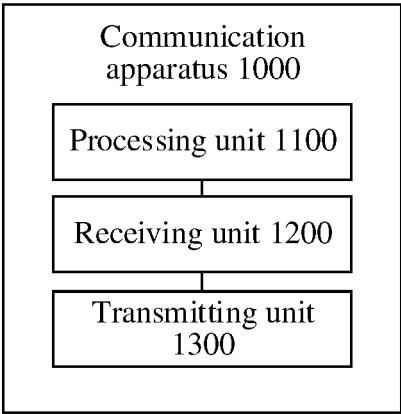 Communication
apparatus 1000
Processing unit 1100
Receiving unit 1200
Transmitting unit
1300